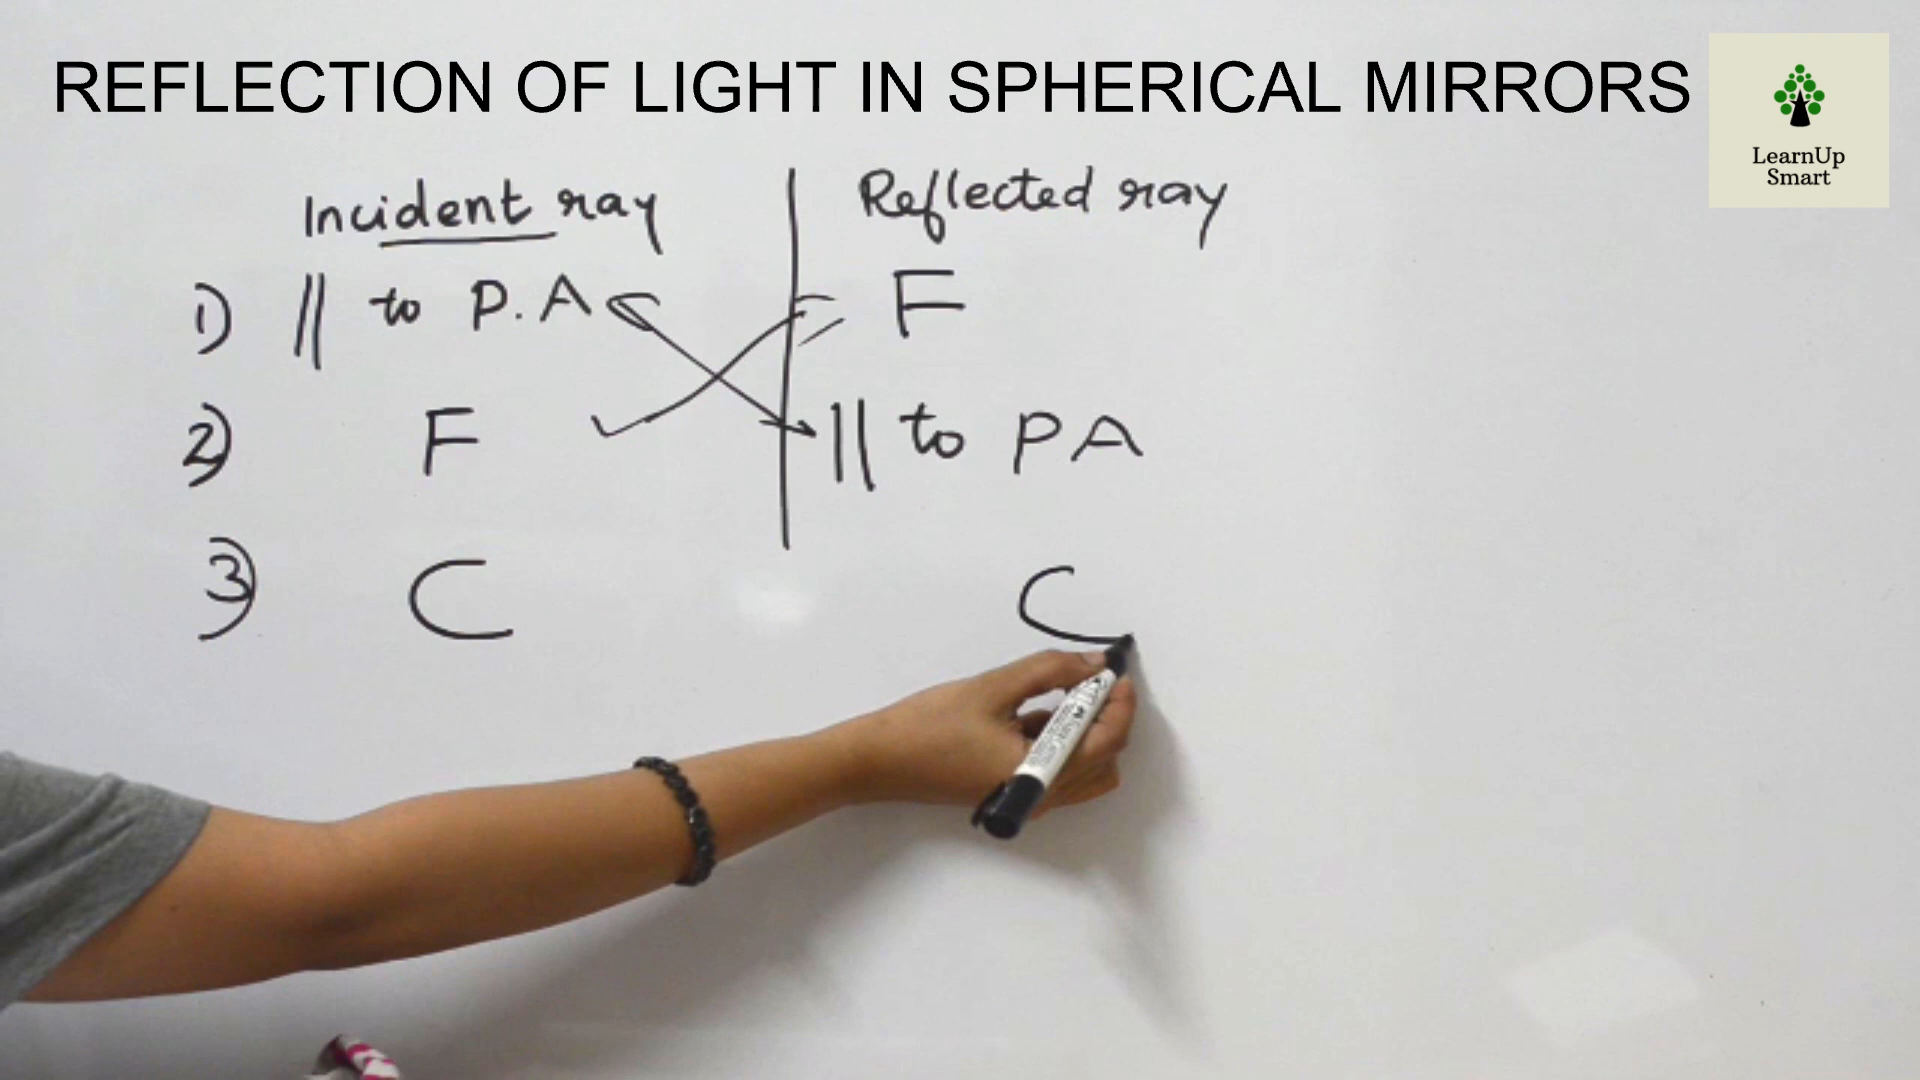 REFLECTION OF LIGHT IN SPHERICAL MIRRORS
LearnUp
Smart
Incident ray Reflected ray
1) || to P.A F
2) F || to PA
3) C C